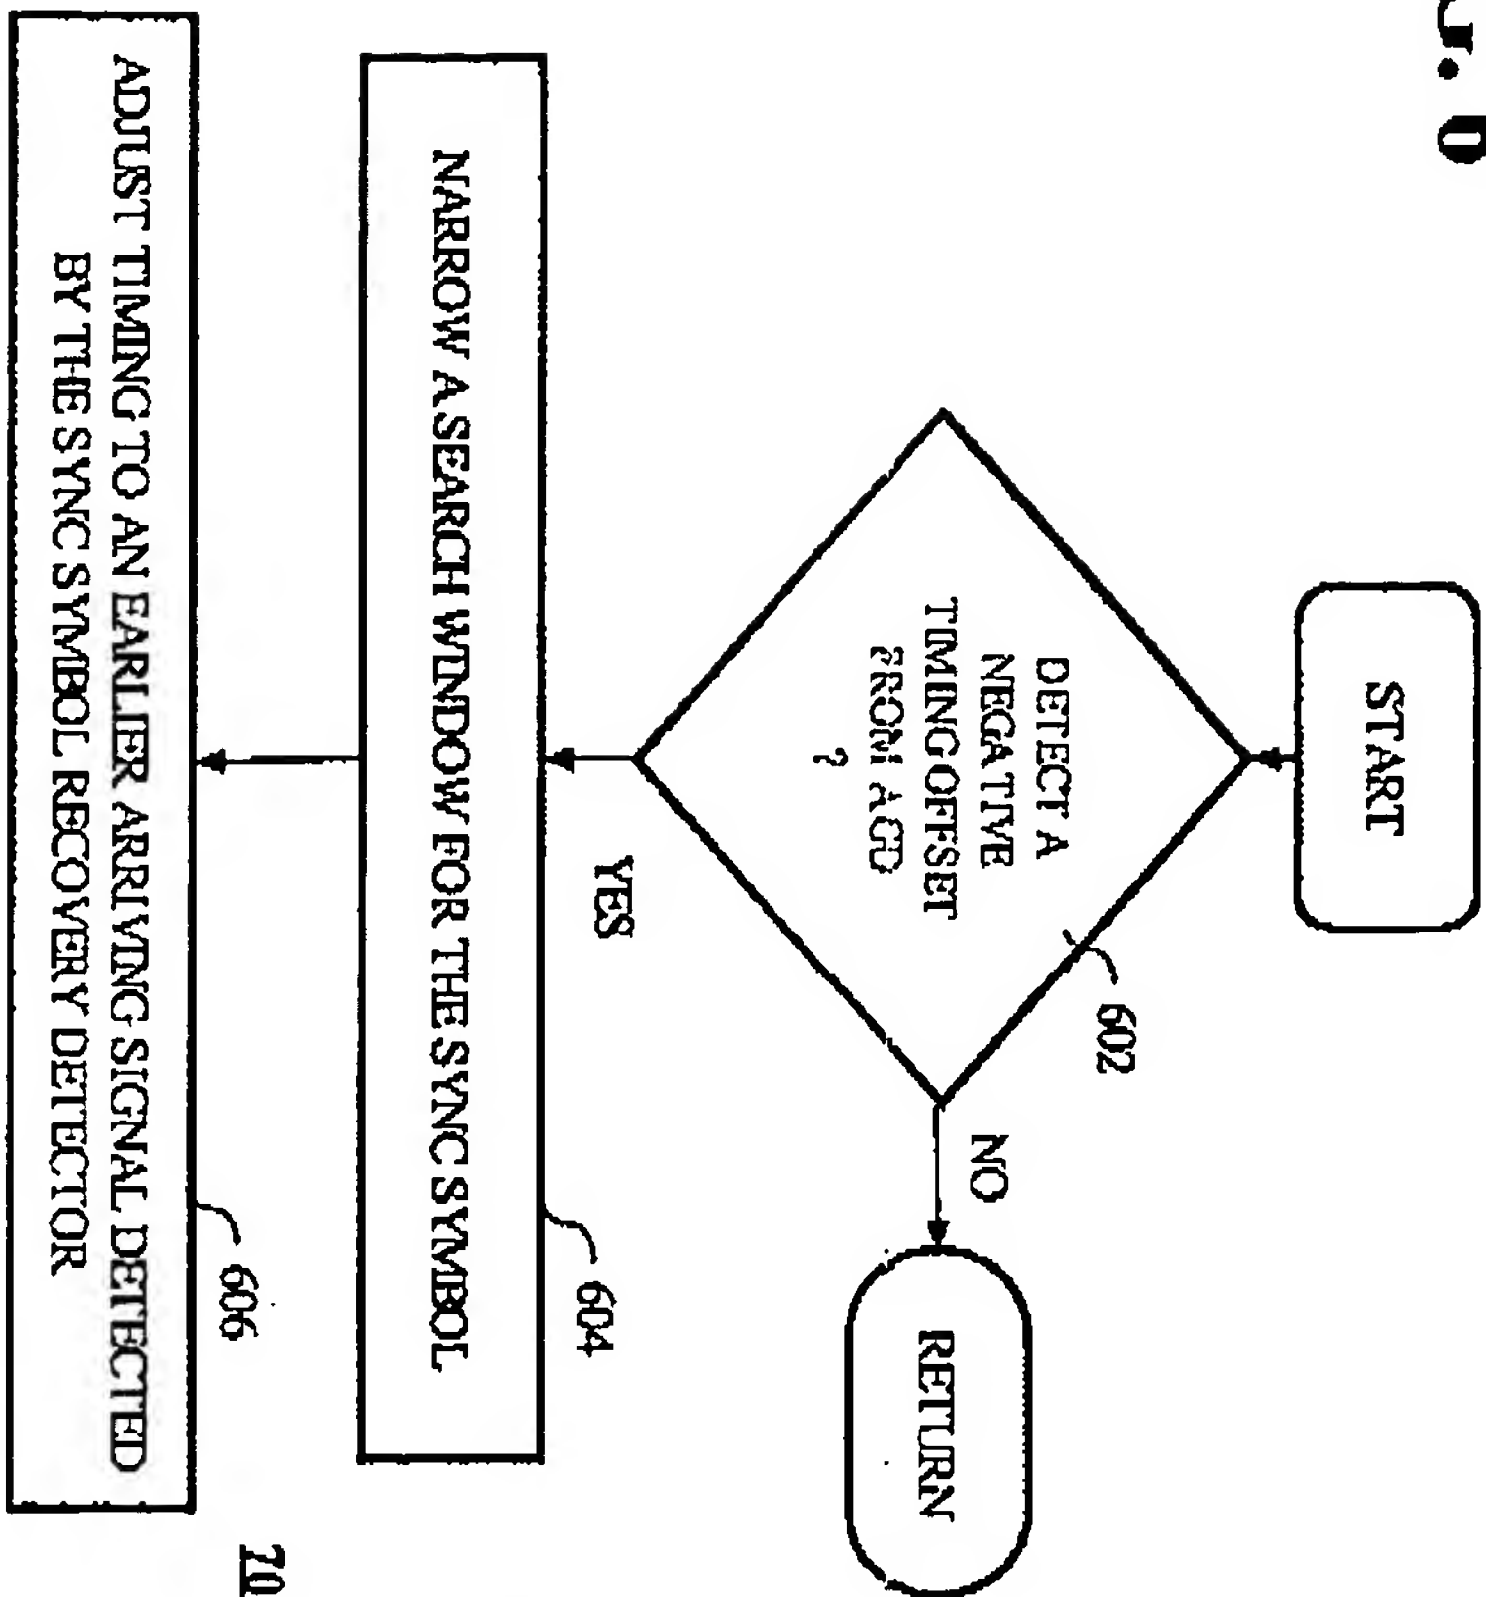 START
DETECT A
NEGATIVE
TIMING OFFSET
FROM
?
602
NO
RETURN
YES
NARROW A SEARCH WINDOW FOR THE SYNC SYMBOL
604
ADJUST TIMING TO AN EARLIER ARRIVING SIGNAL DETECTED
BY THE SYNC SYMBOL RECOVERY DETECTOR
606